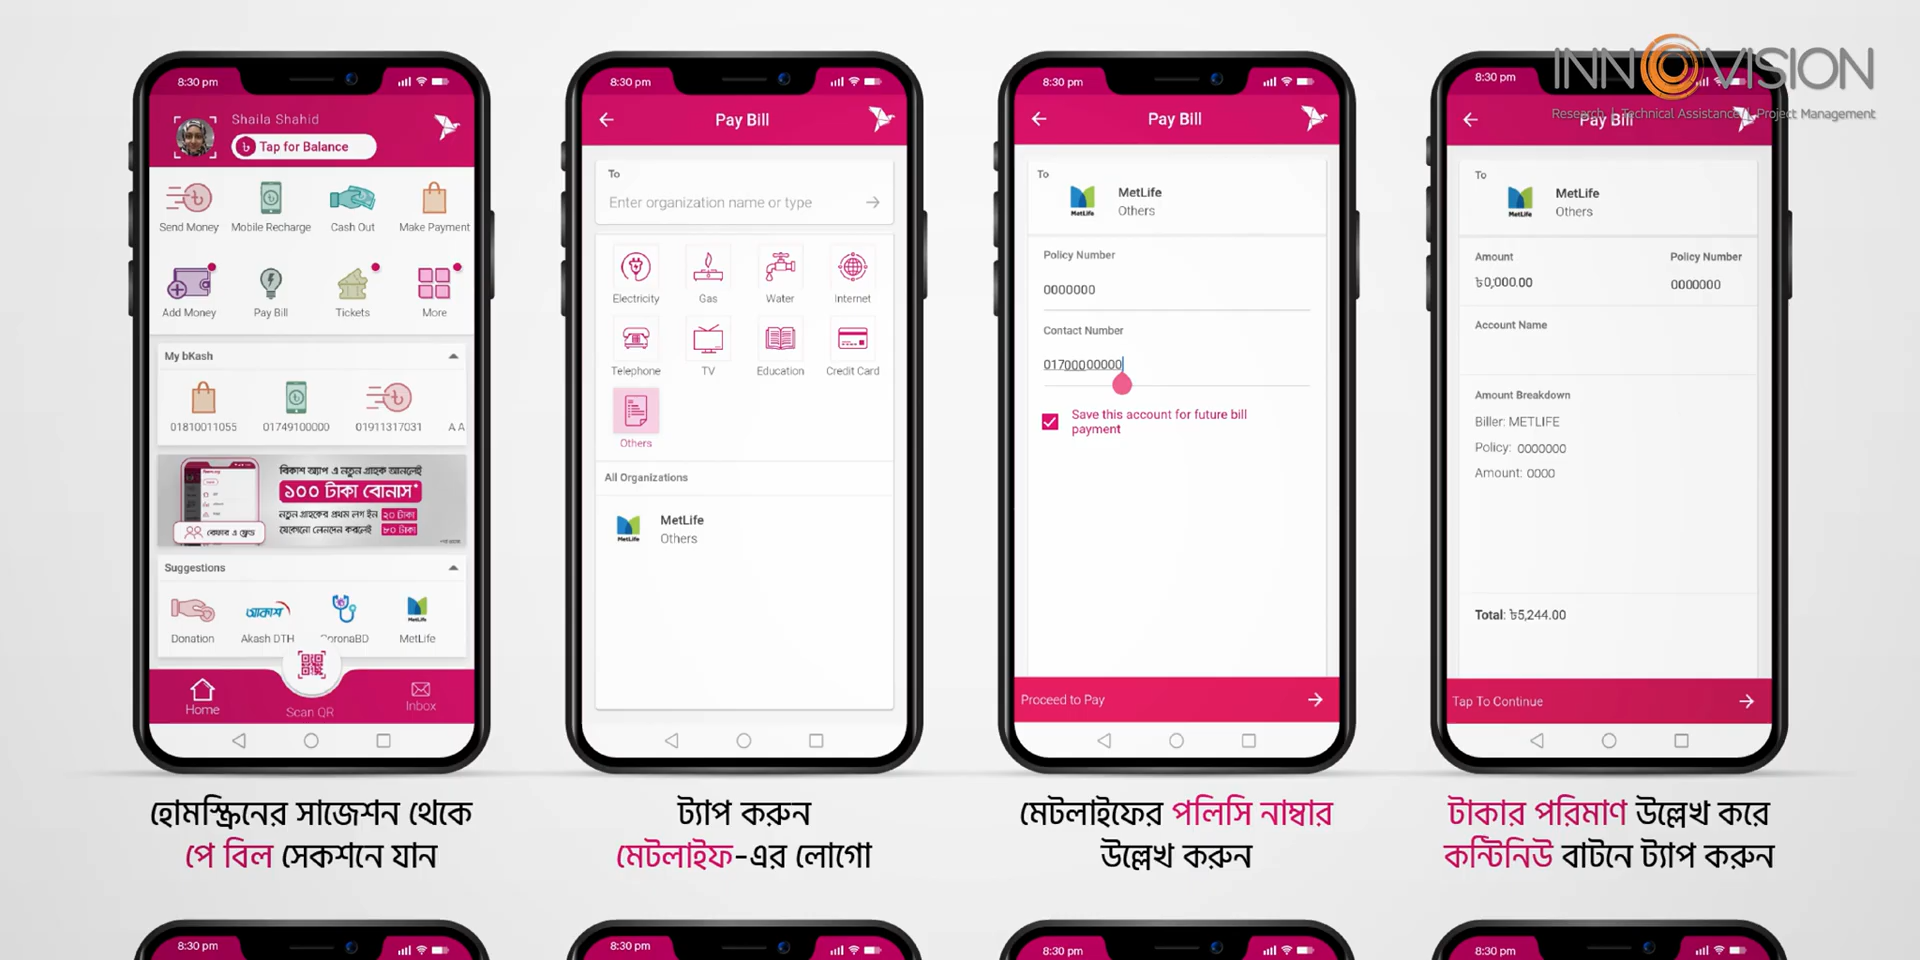 INNOVISION
Research | Technical Assistance | Project Management
8:30 pm
Shaila Shahid
Tap for Balance
Send Money
Mobile Recharge
Cash Out
Make Payment
Add Money
Pay Bill
Tickets
More
My bKash
01810011055
01749100000
01911317031
A A
বিকাশ অ্যাপ এ নতুন গ্রাহক আনলেই
১০০ টাকা বোনাস*
নতুন গ্রাহকের প্রথম লগ ইন ২০ টাকা
যেকোনো লেনদেন করলেই ৮০ টাকা
রেফার এ ফ্রেন্ড
Suggestions
Donation
আকাশ
Akash DTH
CoronaBD
MetLife
MetLife
Home
Scan QR
Inbox
হোমস্ক্রিনের সাজেশন থেকে
পে বিল সেকশনে যান
8:30 pm
Pay Bill
To
Enter organization name or type
Electricity
Gas
Water
Internet
Telephone
TV
Education
Credit Card
Others
All Organizations
MetLife
MetLife
Others
ট্যাপ করুন
মেটলাইফ-এর লোগো
8:30 pm
Pay Bill
To
MetLife
MetLife
Others
Policy Number
0000000
Contact Number
01700000000
Save this account for future bill
payment
Proceed to Pay
মেটলাইফের পলিসি নাম্বার
উল্লেখ করুন
8:30 pm
Pay Bill
To
MetLife
MetLife
Others
Amount
Policy Number
৳0,000.00
0000000
Account Name
Amount Breakdown
Biller: METLIFE
Policy: 0000000
Amount: 0000
Total: ৳5,244.00
Tap To Continue
টাকার পরিমাণ উল্লেখ করে
কন্টিনিউ বাটনে ট্যাপ করুন
8:30 pm
8:30 pm
8:30 pm
8:30 pm